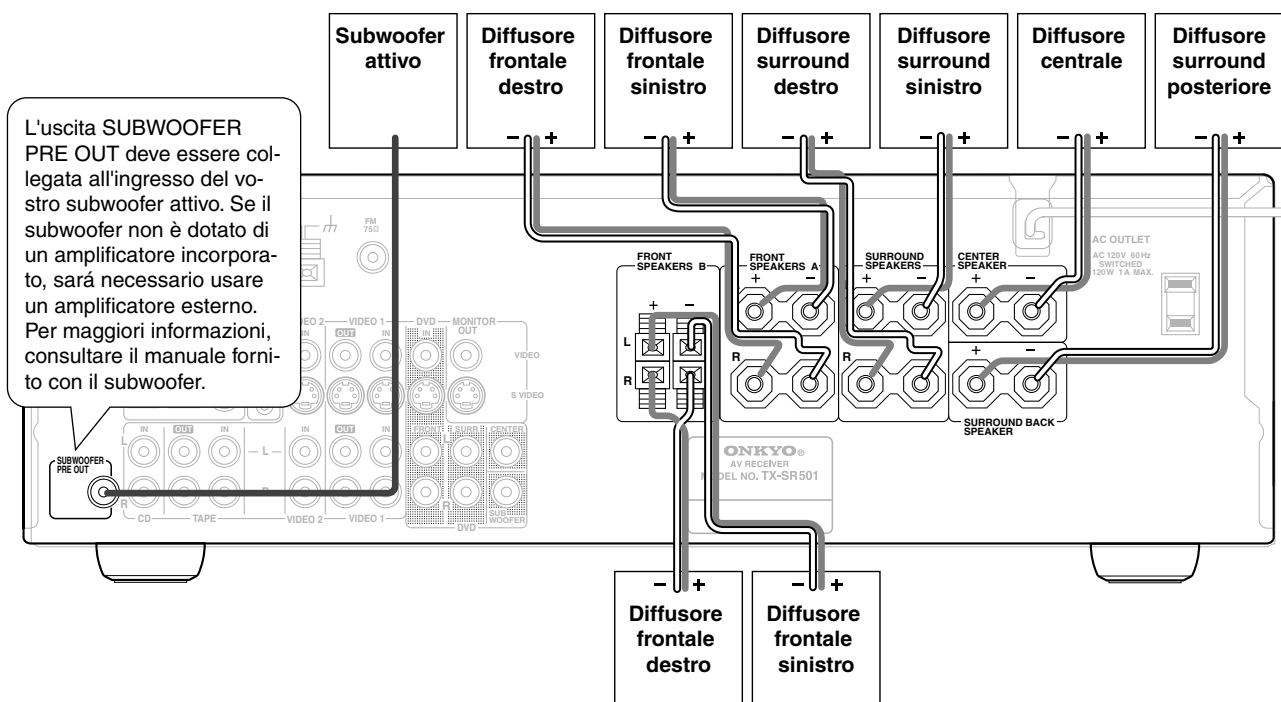 Subwoofer
attivo
Diffusore
frontale
destro
− +
Diffusore
frontale
sinistro
− +
Diffusore
surround
destro
− +
Diffusore
surround
sinistro
− +
Diffusore
centrale
− +
Diffusore
surround
posteriore
− +
L'uscita SUBWOOFER
PRE OUT deve essere col-
legata all'ingresso del vo-
stro subwoofer attivo. Se il
subwoofer non è dotato di
un amplificatore incorpora-
to, sará necessario usare
un amplificatore esterno.
Per maggiori informazioni,
consultare il manuale forni-
to con il subwoofer.
FM
75Ω
FRONT
SPEAKERS B
+ −
L
R
FRONT
SPEAKERS A
+ −
R
SURROUND
SPEAKERS
+ −
R
CENTER
SPEAKER
+ −
+ −
SURROUND BACK
SPEAKER
AC OUTLET
AC 120V 60Hz
SWITCHED
120W 1A MAX.
VIDEO 1
DVD
MONITOR
OUT
IN
OUT
IN
IN
VIDEO
S VIDEO
SUBWOOFER
PRE OUT
L
R
IN
OUT
IN
L
IN
OUT
IN
FRONT
SURR
CENTER
L
R
SUB
WOOFER
CD
TAPE
VIDEO 2
VIDEO 1
DVD
ONKYO®
AV RECEIVER
MODEL NO. TX-SR501
− +
Diffusore
frontale
destro
− +
Diffusore
frontale
sinistro